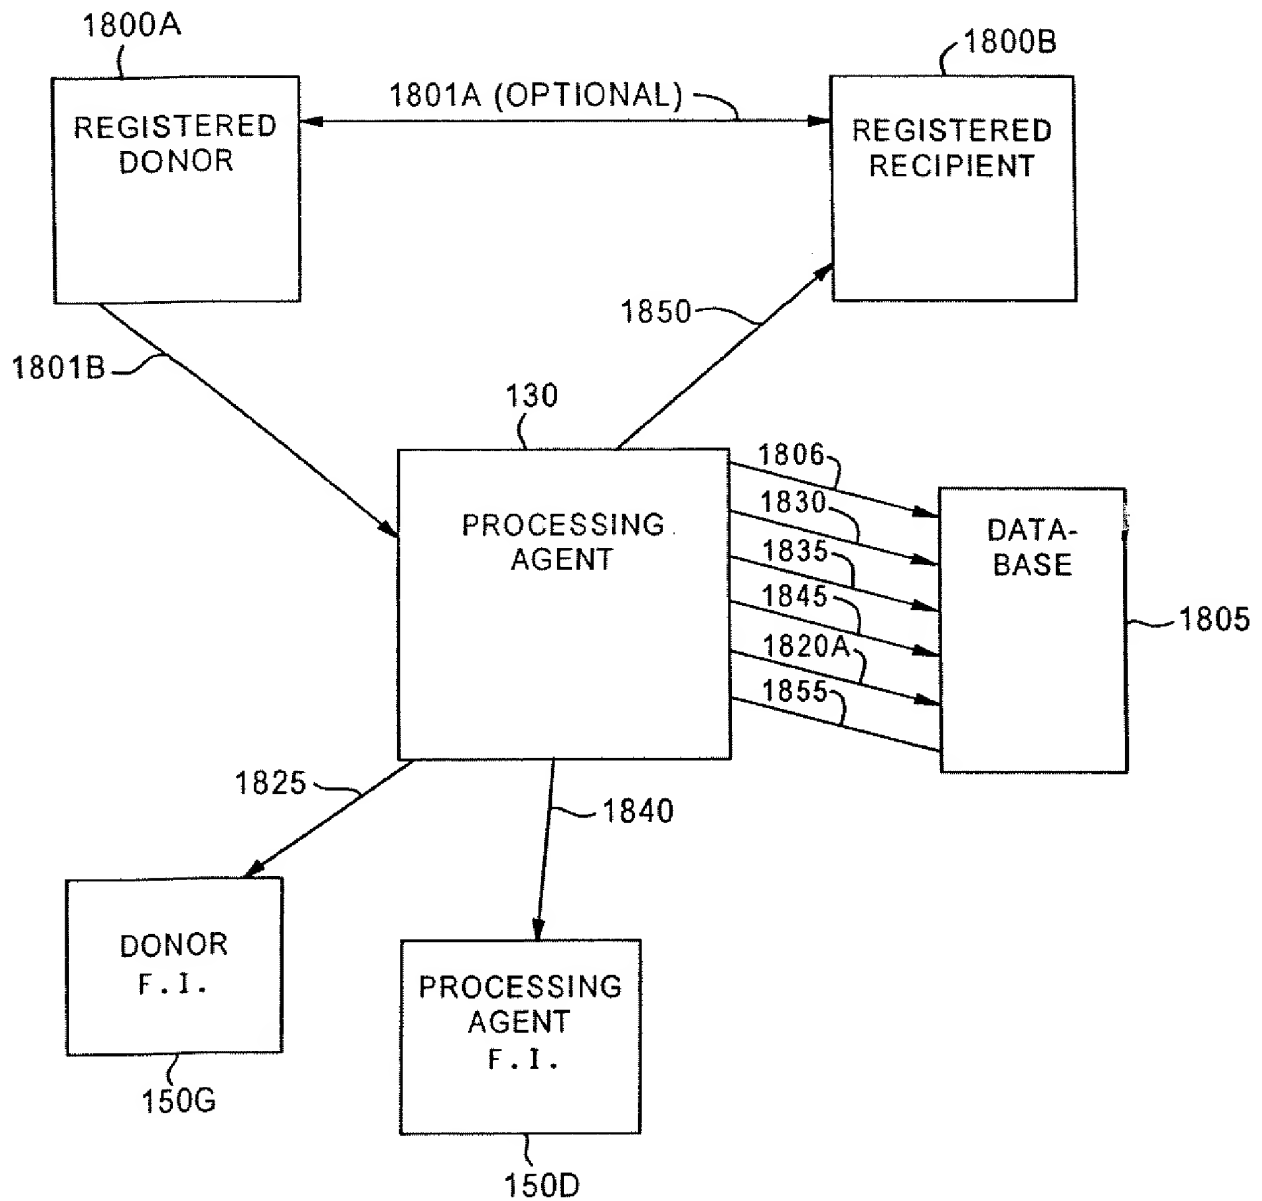 1800A
1800B
1801A (OPTIONAL)
REGISTERED
DONOR
REGISTERED
RECIPIENT
1850
1801B
130
1806
PROCESSING
AGENT
1830
DATA-
BASE
1835
1845
1805
1820A
1855
1825
1840
DONOR
F.I.
PROCESSING
AGENT
F.I.
150G
150D